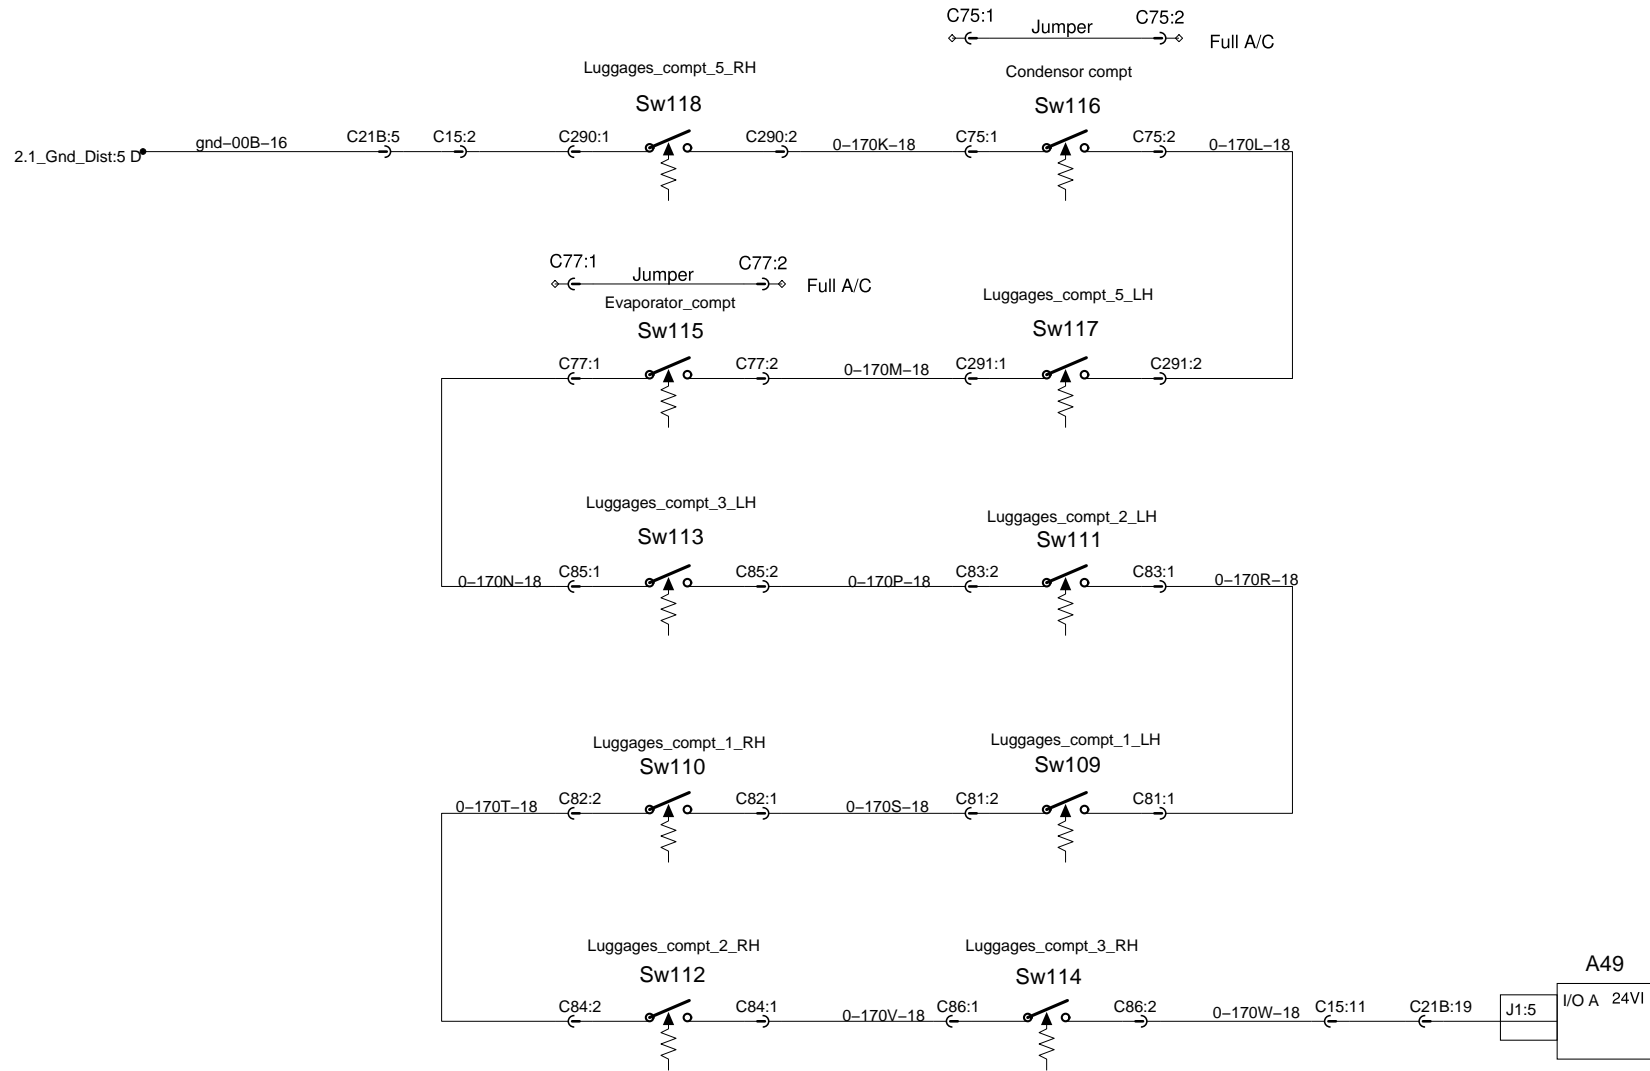 C75:1 Jumper C75:2 Full A/C
Luggages_compt_5_RH
Sw118
Condensor compt
Sw116
2.1_Gnd_Dist:5 D gnd-00B-16 C21B:5 C15:2 C290:1 C290:2 0-170K-18 C75:1 C75:2 0-170L-18
C77:1 Jumper C77:2 Full A/C
Evaporator_compt
Sw115
Luggages_compt_5_LH
Sw117
C77:1 C77:2 0-170M-18 C291:1 C291:2
Luggages_compt_3_LH
Sw113
Luggages_compt_2_LH
Sw111
0-170N-18 C85:1 C85:2 0-170P-18 C83:2 C83:1 0-170R-18
Luggages_compt_1_RH
Sw110
Luggages_compt_1_LH
Sw109
0-170T-18 C82:2 C82:1 0-170S-18 C81:2 C81:1
Luggages_compt_2_RH
Sw112
Luggages_compt_3_RH
Sw114
C84:2 C84:1 0-170V-18 C86:1 C86:2 0-170W-18 C15:11 C21B:19 J1:5
A49
I/O A 24VI